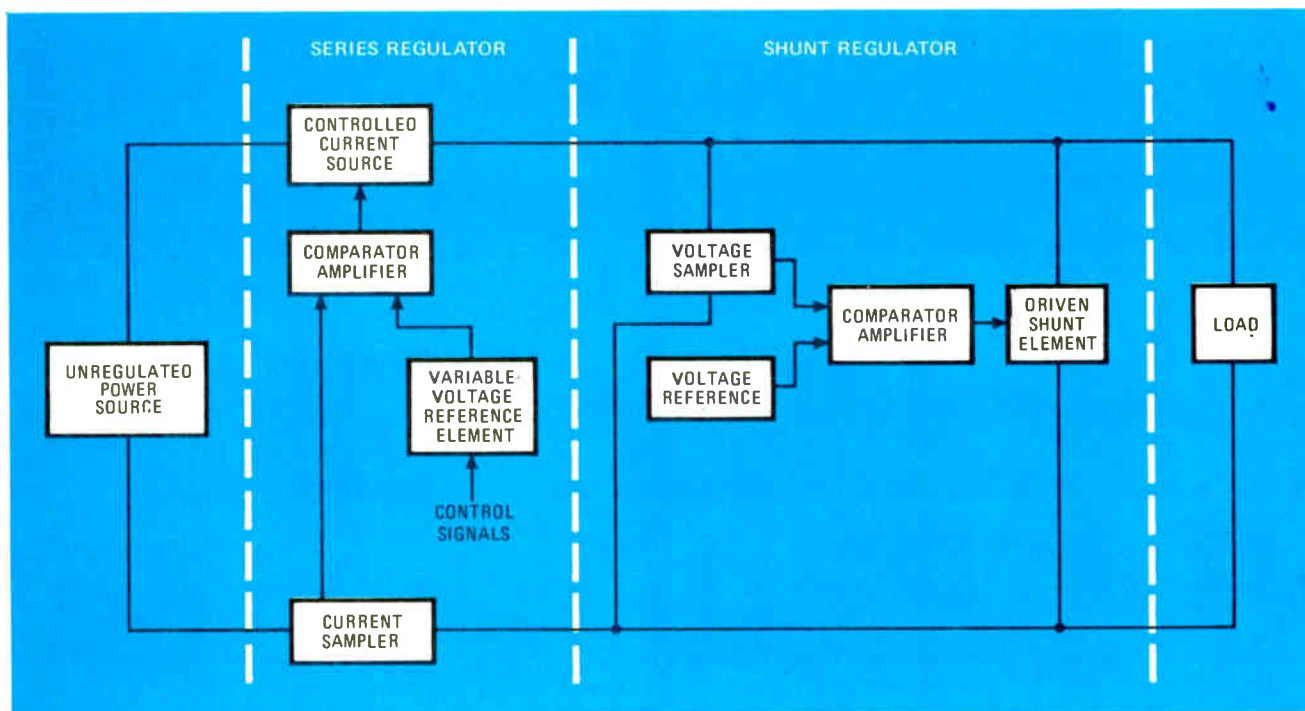 SERIES REGULATOR
SHUNT REGULATOR
CONTROLLED
CURRENT
SOURCE
COMPARATOR
AMPLIFIER
UNREGULATED
POWER
SOURCE
VARIABLE-
VOLTAGE
REFERENCE
ELEMENT
CONTROL
SIGNALS
CURRENT
SAMPLER
VOLTAGE
SAMPLER
VOLTAGE
REFERENCE
COMPARATOR
AMPLIFIER
ORIVEN
SHUNT
ELEMENT
LOAD